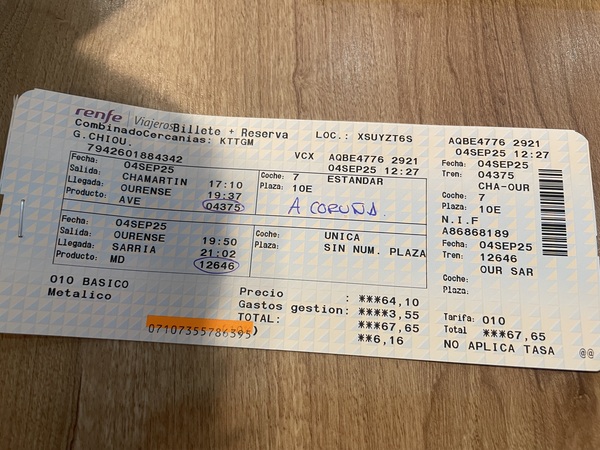 renfe | Viajeros Billete + Reserva LOC.: XSUYZT6S
CombinadoCercanias: KTTGM
G.CHIOU.
7942601884342 VCX AQBE4776 2921
04SEP25 12:27
Fecha: 04SEP25 Coche: 7 ESTANDAR
Salida: CHAMARTIN 17:10 Plaza: 10E
Llegada: OURENSE 19:37
Producto: AVE 04375 A CORUÑA.
Fecha: 04SEP25 Coche: UNICA
Salida: OURENSE 19:50 Plaza: SIN NUM. PLAZA
Llegada: SARRIA 21:02
Producto: MD 12646
010 BASICO
Metalico
Precio : ***64,10
Gastos gestion: ****3,55
TOTAL: ***67,65
**6,16
)
AQBE4776 2921
04SEP25 12:27
Fecha: 04SEP25
Tren: 04375
CHA-OUR
Coche: 7
Plaza: 10E
N.I.F
A86868189
Fecha: 04SEP25
Tren: 12646
OUR SAR
Coche:
Plaza:
Tarifa: 010
Total ***67,65
NO APLICA TASA
@@